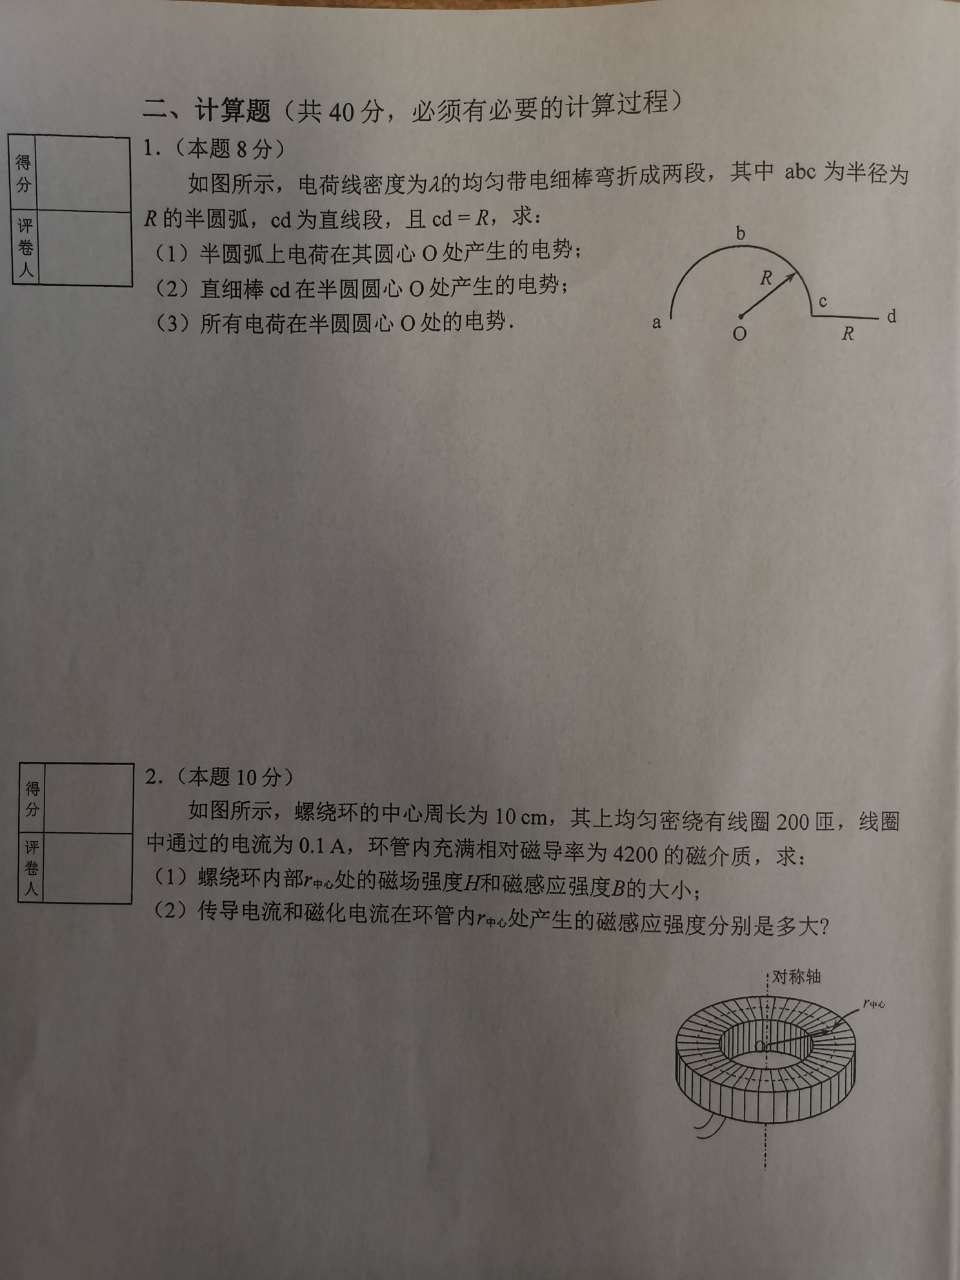 二、计算题（共 40 分，必须有必要的计算过程）
得分
评卷人
1.（本题 8 分）
如图所示，电荷线密度为λ的均匀带电细棒弯折成两段，其中 abc 为半径为
R 的半圆弧，cd 为直线段，且 cd = R，求：
（1）半圆弧上电荷在其圆心 O 处产生的电势；
（2）直细棒 cd 在半圆圆心 O 处产生的电势；
（3）所有电荷在半圆圆心 O 处的电势.
b
R
c
a
O
R
d
得分
评卷人
2.（本题 10 分）
如图所示，螺绕环的中心周长为 10 cm，其上均匀密绕有线圈 200 匝，线圈
中通过的电流为 0.1 A，环管内充满相对磁导率为 4200 的磁介质，求：
（1）螺绕环内部r中心处的磁场强度H和磁感应强度B的大小；
（2）传导电流和磁化电流在环管内r中心处产生的磁感应强度分别是多大?
对称轴
r中心
O